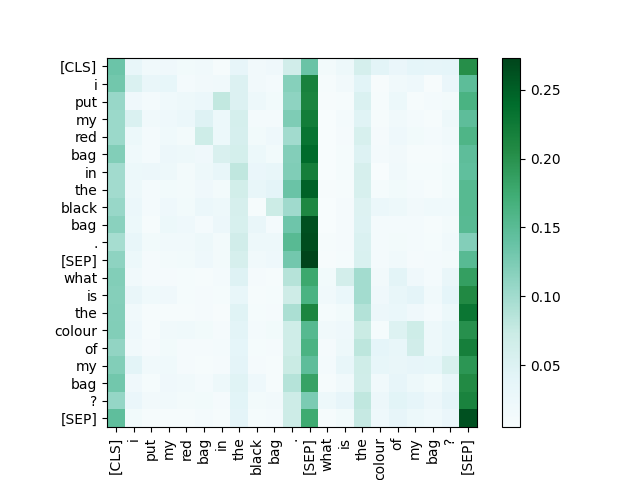 [CLS]
i
put
my
red
bag
in
the
black
bag
.
[SEP]
what
is
the
colour
of
my
bag
?
[SEP]
[CLS] i put my red bag in the black bag . [SEP] what is the colour of my bag ? [SEP]
0.25
0.20
0.15
0.10
0.05